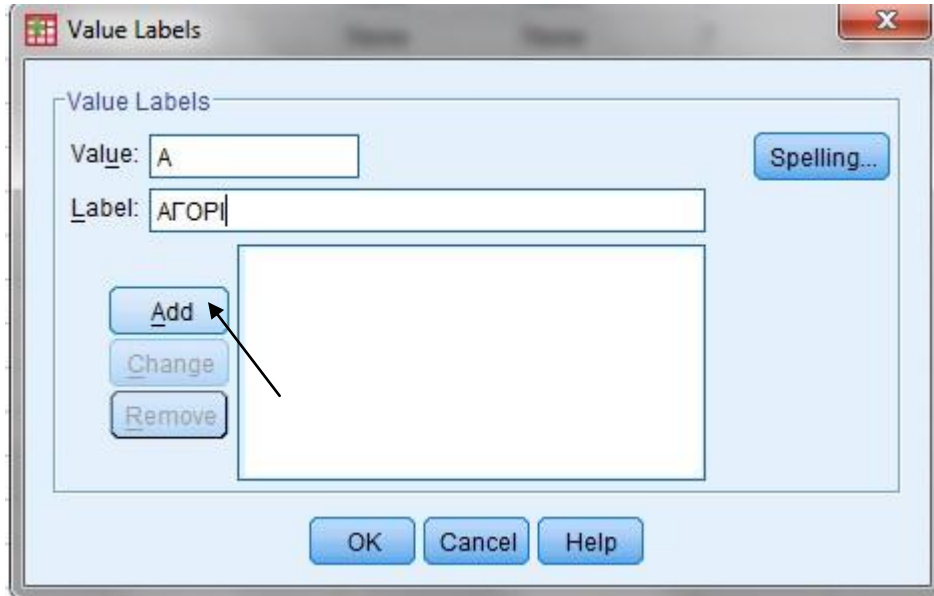 Value Labels
Value Labels
Value: Α
Spelling...
Label: ΑΓΟΡΙ
Add
Change
Remove
OK Cancel Help